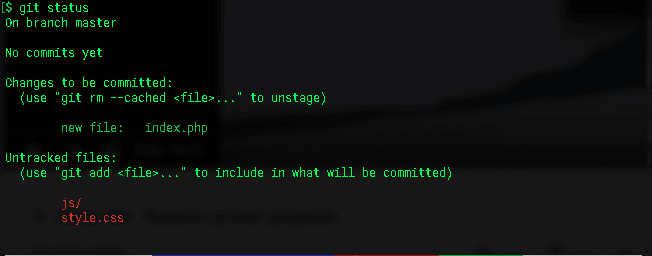 [$ git status
On branch master
No commits yet
Changes to be committed:
(use "git rm --cached <file>..." to unstage)
new file: index.php
Untracked files:
(use "git add <file>..." to include in what will be committed)
js/
style.css